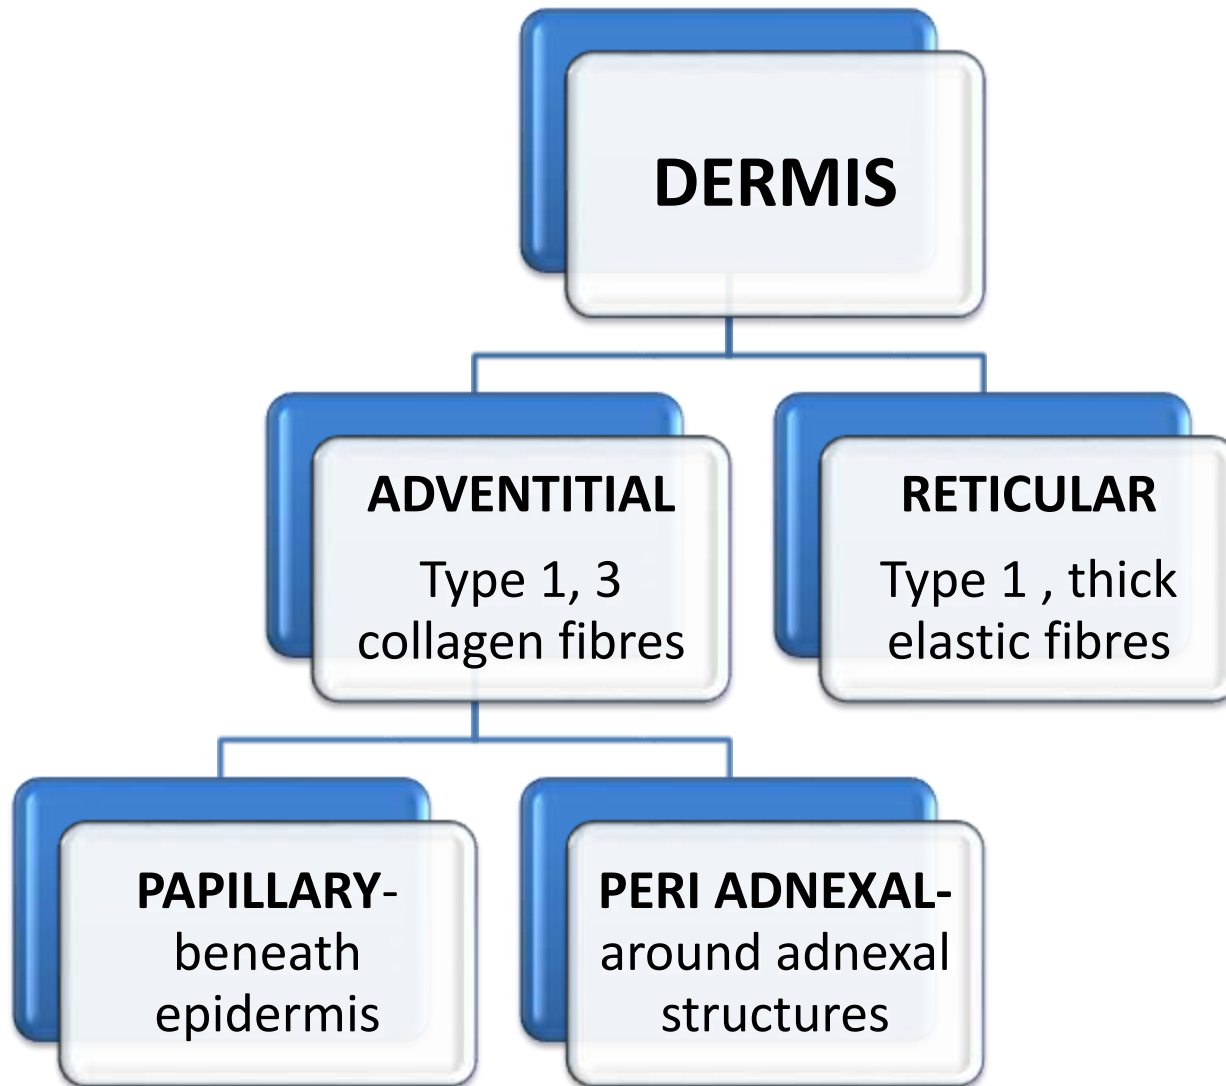 DERMIS
ADVENTITIAL
Type 1, 3
collagen fibres
RETICULAR
Type 1 , thick
elastic fibres
PAPILLARY-
beneath
epidermis
PERI ADNEXAL-
around adnexal
structures